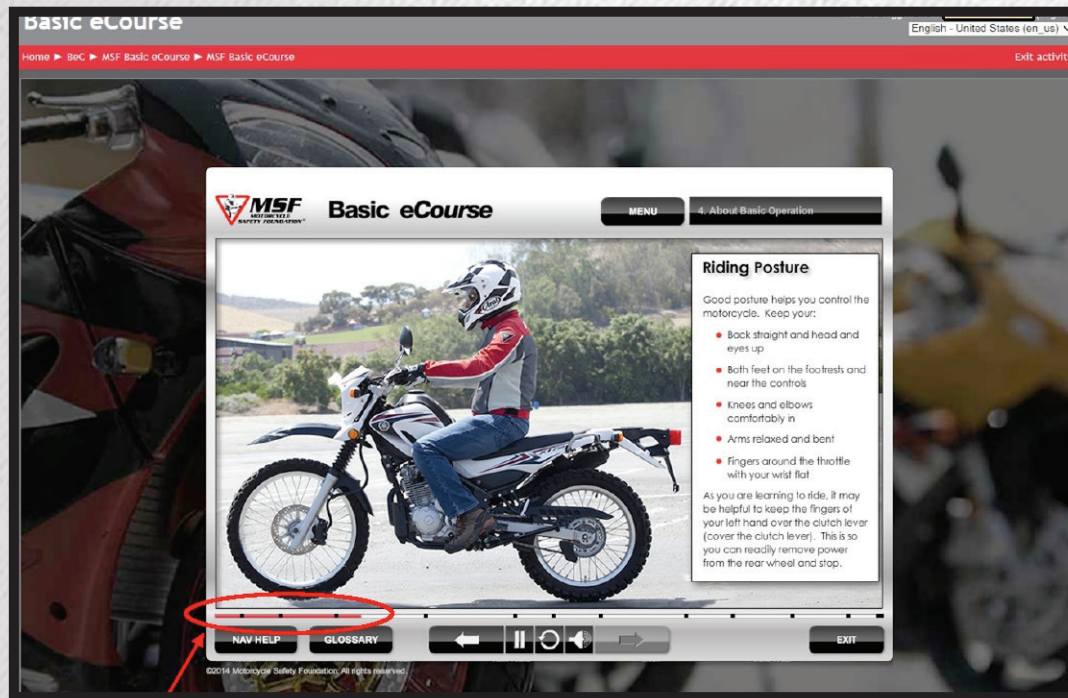 Basic eCourse
English - United States (en_us)
Home ► BeC ► MSF Basic eCourse ► MSF Basic eCourse
Exit activit
MSF
MOTORCYCLE
SAFETY FOUNDATION
Basic eCourse
MENU
4. About Basic Operation
Riding Posture
Good posture helps you control the
motorcycle. Keep your:
• Back straight and head and
eyes up
• Both feet on the footrests and
near the controls
• Knees and elbows
comfortably in
• Arms relaxed and bent
• Fingers around the throttle
with your wrist flat
As you are learning to ride, it may
be helpful to keep the fingers of
your left hand over the clutch lever
(cover the clutch lever). This is so
you can readily remove power
from the rear wheel and stop.
NAV HELP
GLOSSARY
EXIT
©2014 Motorcycle Safety Foundation. All rights reserved.